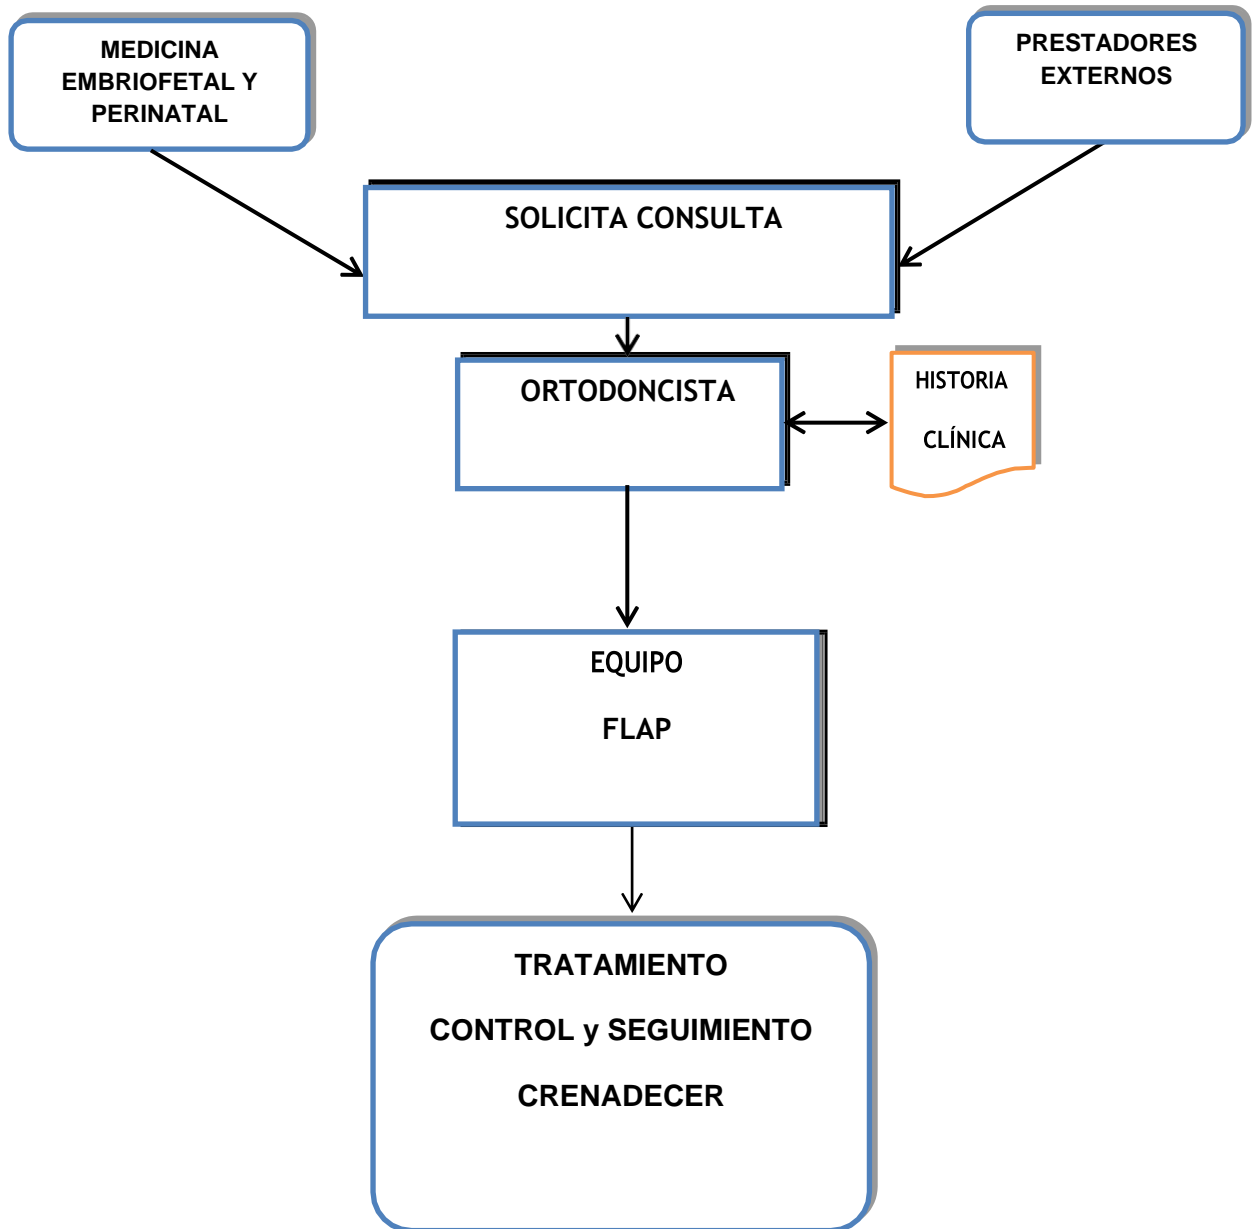 MEDICINA
EMBRIOFETAL Y
PERINATAL
PRESTADORES
EXTERNOS
SOLICITA CONSULTA
ORTODONCISTA
HISTORIA
CLÍNICA
EQUIPO
FLAP
TRATAMIENTO
CONTROL y SEGUIMIENTO
CRENADECER